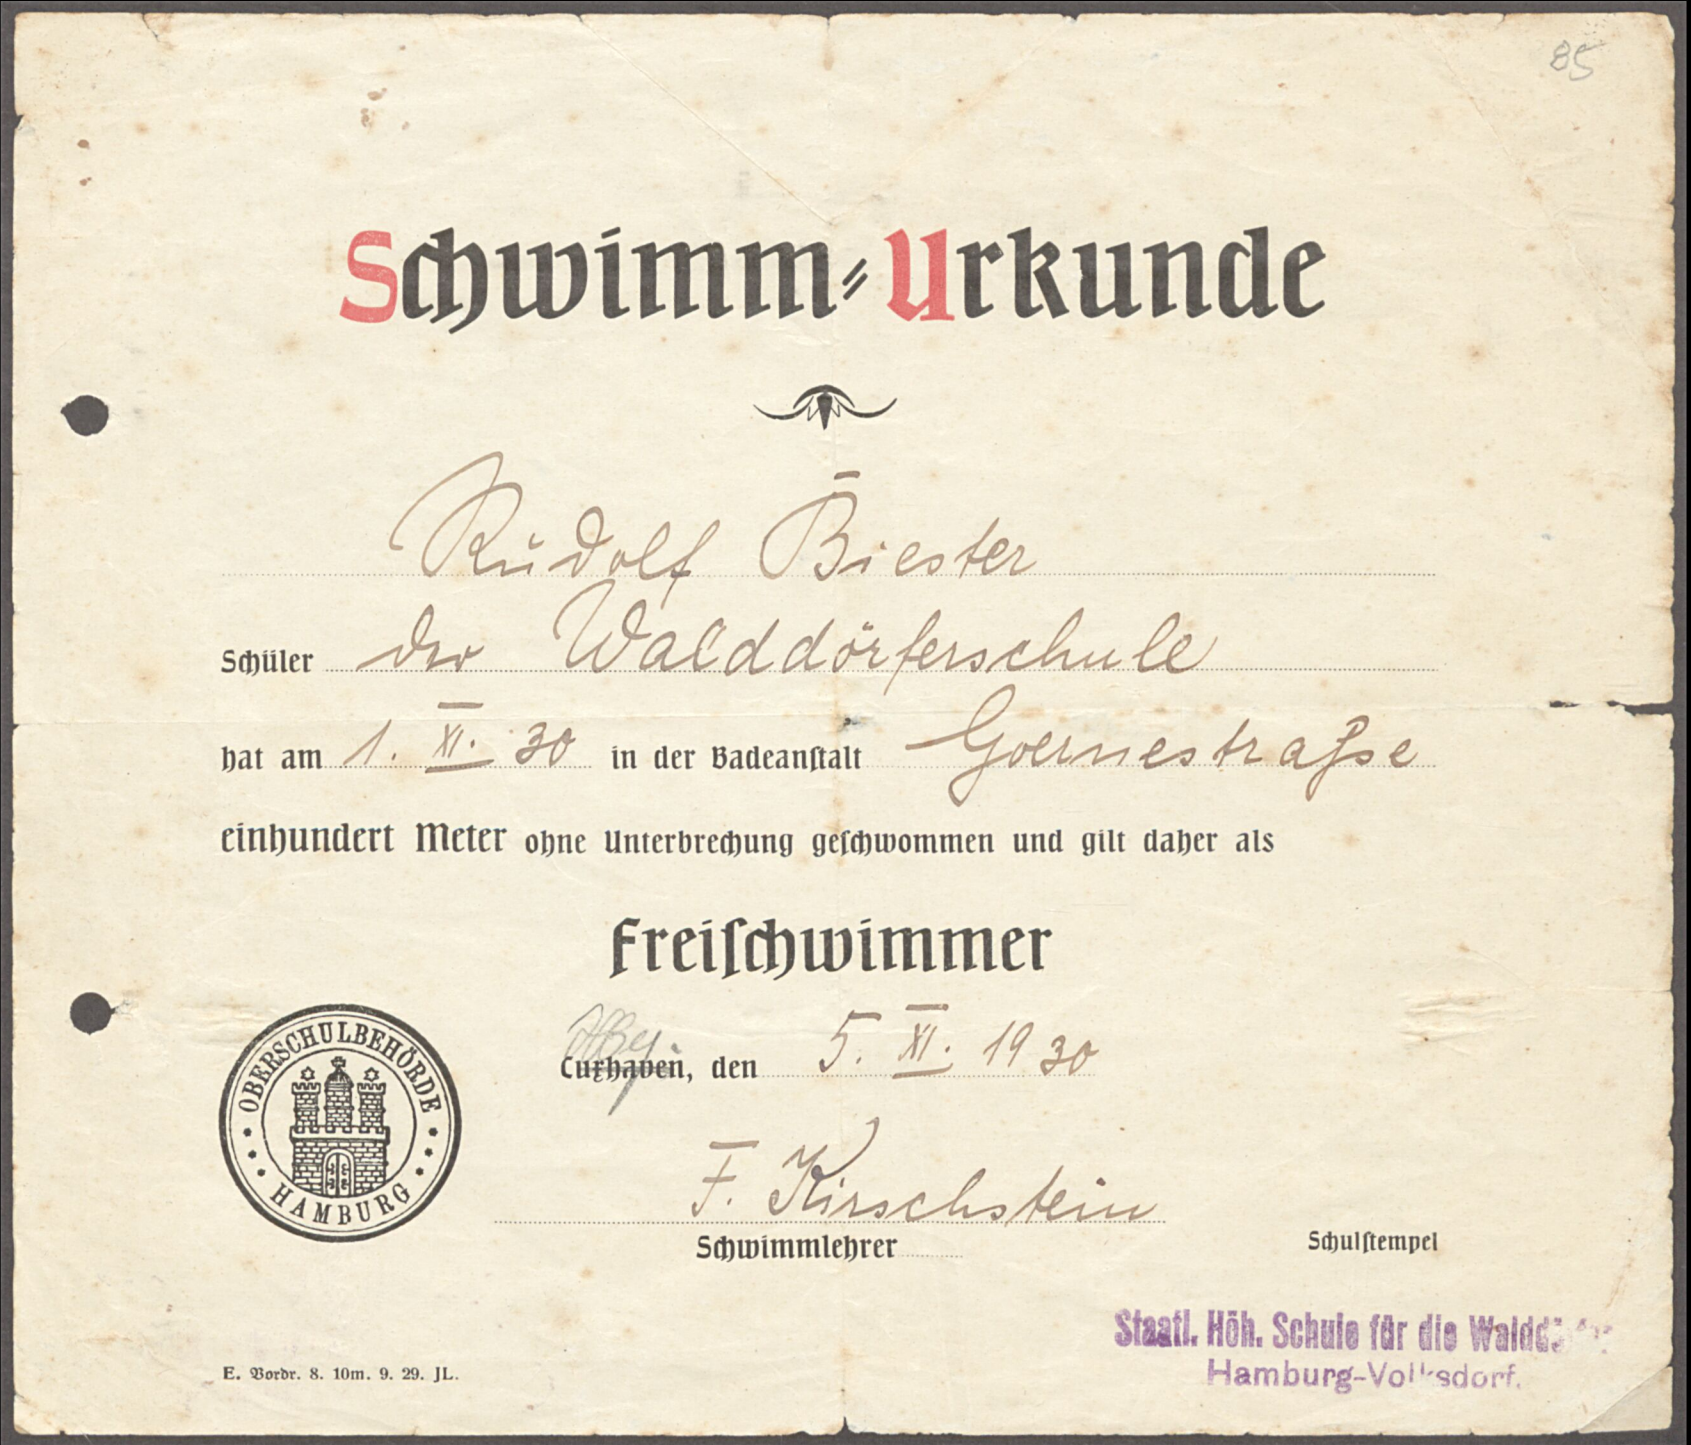 85
Schwimm-Urkunde
Rudolf Biester
Schüler der Walddörferschule
hat am 1. XI. 30 in der Badeanstalt Goernestraße
einhundert Meter ohne Unterbrechung geschwommen und gilt daher als
Freischwimmer
Hbg.
Cuxhaven, den 5. XI. 1930
OBERSCHULBEHÖRDE
HAMBURG
F. Kirschstein
Schwimmlehrer
Schulstempel
Staatl. Höh. Schule für die
Hamburg-Volksdorf.
E. Vordr. 8. 10m. 9. 29. JL.